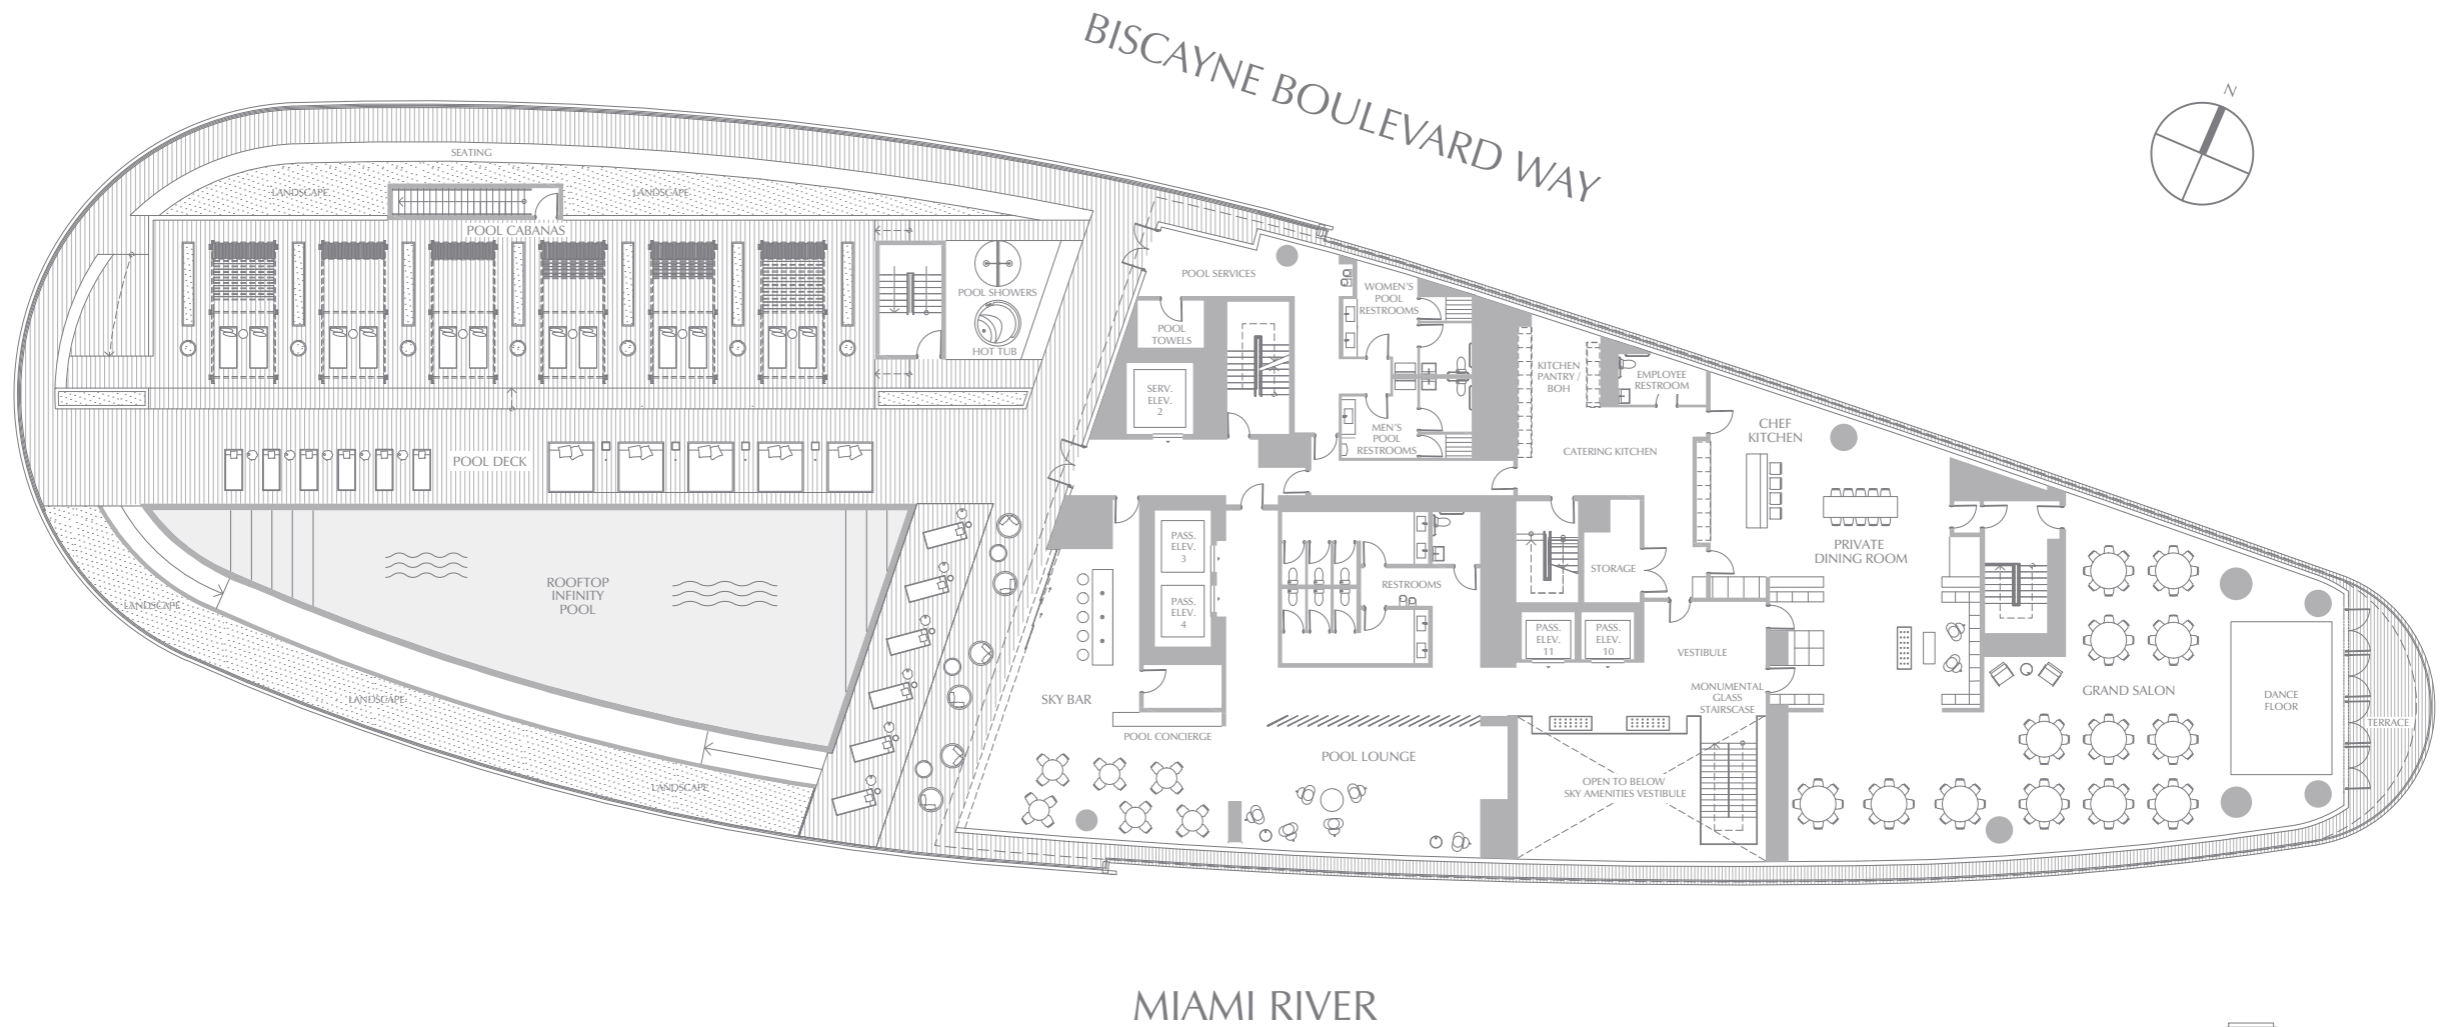 BISCAYNE BOULEVARD WAY
N
SEATING
LANDSCAPE
LANDSCAPE
POOL CABANAS
POOL SHOWERS
HOT TUB
POOL SERVICES
POOL
TOWELS
SERV.
ELEV.
2
WOMEN'S
POOL
RESTROOMS
MEN'S
POOL
RESTROOMS
KITCHEN
PANTRY /
BOH
EMPLOYEE
RESTROOM
CATERING KITCHEN
CHEF
KITCHEN
POOL DECK
ROOFTOP
INFINITY
POOL
LANDSCAPE
LANDSCAPE
LANDSCAPE
PASS.
ELEV.
3
PASS.
ELEV.
4
RESTROOMS
STORAGE
PRIVATE
DINING ROOM
PASS.
ELEV.
11
PASS.
ELEV.
10
VESTIBULE
SKY BAR
POOL CONCIERGE
POOL LOUNGE
MONUMENTAL
GLASS
STAIRSCASE
OPEN TO BELOW
SKY AMENITIES VESTIBULE
GRAND SALON
DANCE
FLOOR
TERRACE
MIAMI RIVER